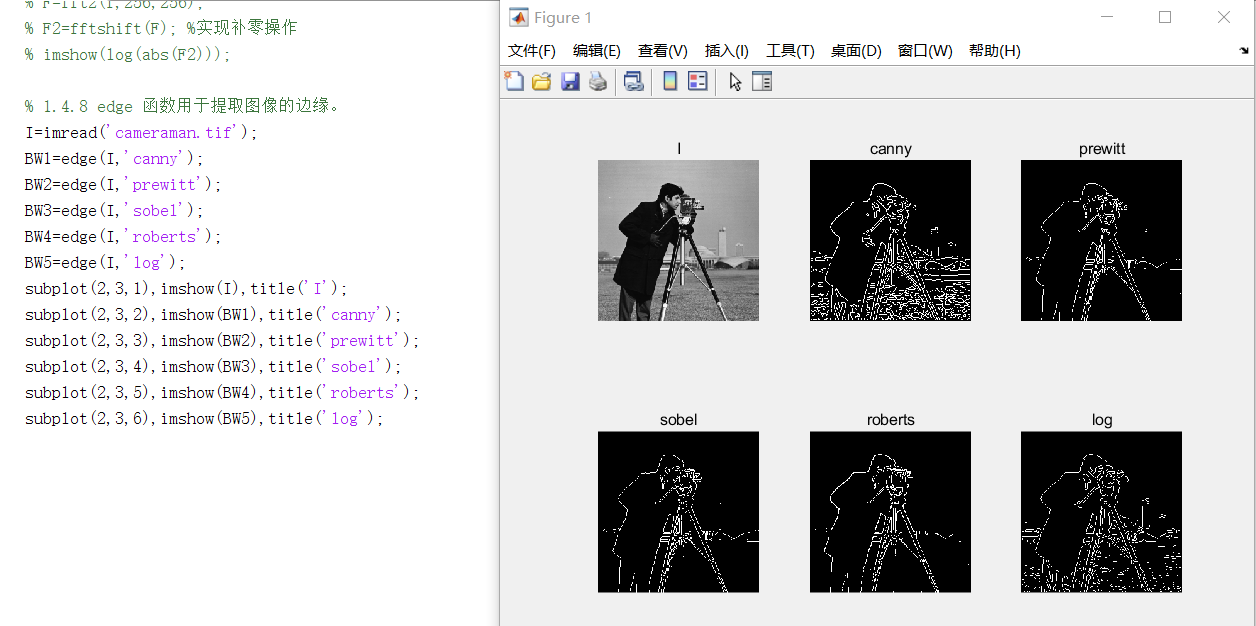 % F=fft2(f,256,256);
% F2=fftshift(F); %实现补零操作
% imshow(log(abs(F2)));
% 1.4.8 edge 函数用于提取图像的边缘。
I=imread('cameraman.tif');
BW1=edge(I,'canny');
BW2=edge(I,'prewitt');
BW3=edge(I,'sobel');
BW4=edge(I,'roberts');
BW5=edge(I,'log');
subplot(2,3,1),imshow(I),title('I');
subplot(2,3,2),imshow(BW1),title('canny');
subplot(2,3,3),imshow(BW2),title('prewitt');
subplot(2,3,4),imshow(BW3),title('sobel');
subplot(2,3,5),imshow(BW4),title('roberts');
subplot(2,3,6),imshow(BW5),title('log');
Figure 1
文件(F) 编辑(E) 查看(V) 插入(I) 工具(T) 桌面(D) 窗口(W) 帮助(H)
I canny prewitt
sobel roberts log